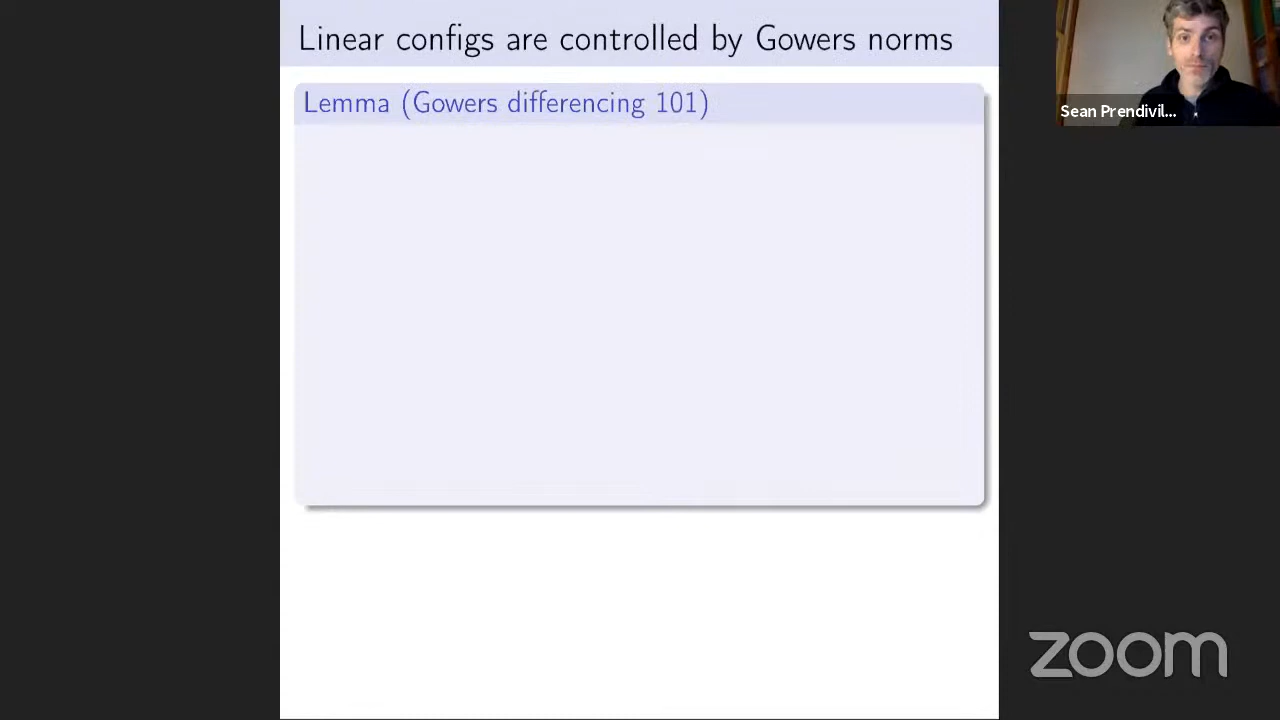 Linear configs are controlled by Gowers norms
Lemma (Gowers differencing 101)
Sean Prendivil...
zoom